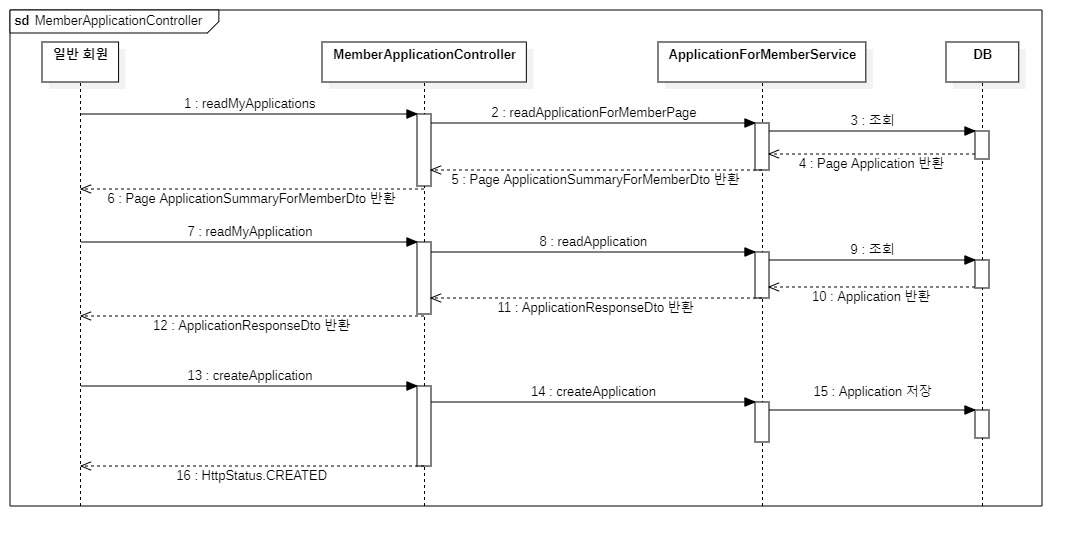 sd MemberApplicationController
일반 회원
MemberApplicationController
ApplicationForMemberService
DB
1 : readMyApplications
2 : readApplicationForMemberPage
3 : 조회
4 : Page Application 반환
5 : Page ApplicationSummaryForMemberDto 반환
6 : Page ApplicationSummaryForMemberDto 반환
7 : readMyApplication
8 : readApplication
9 : 조회
10 : Application 반환
11 : ApplicationResponseDto 반환
12 : ApplicationResponseDto 반환
13 : createApplication
14 : createApplication
15 : Application 저장
16 : HttpStatus.CREATED